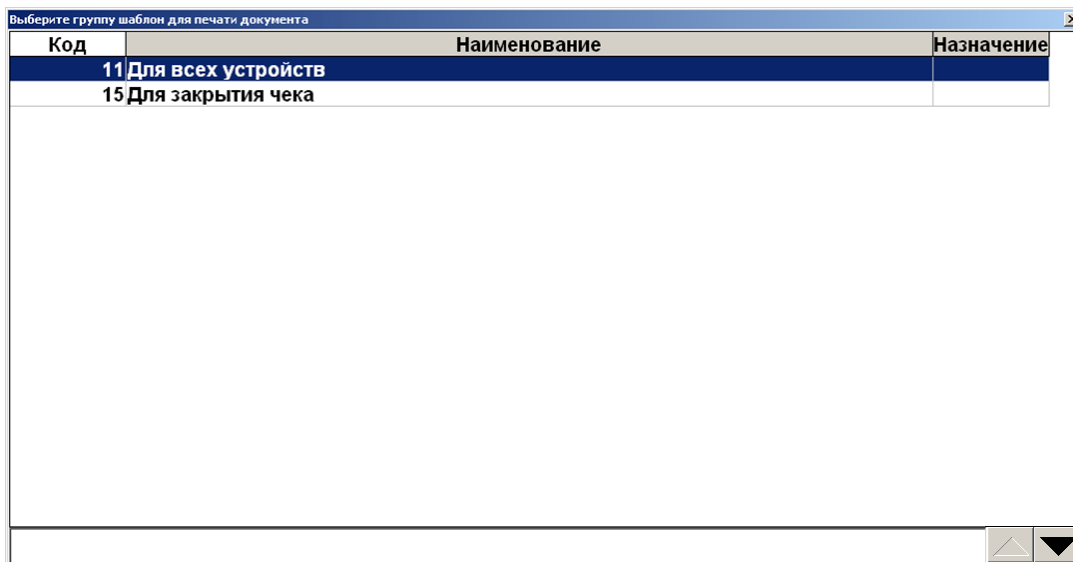 Выберите группу шаблон для печати документа
Код Наименование Назначение
11 Для всех устройств
15 Для закрытия чека